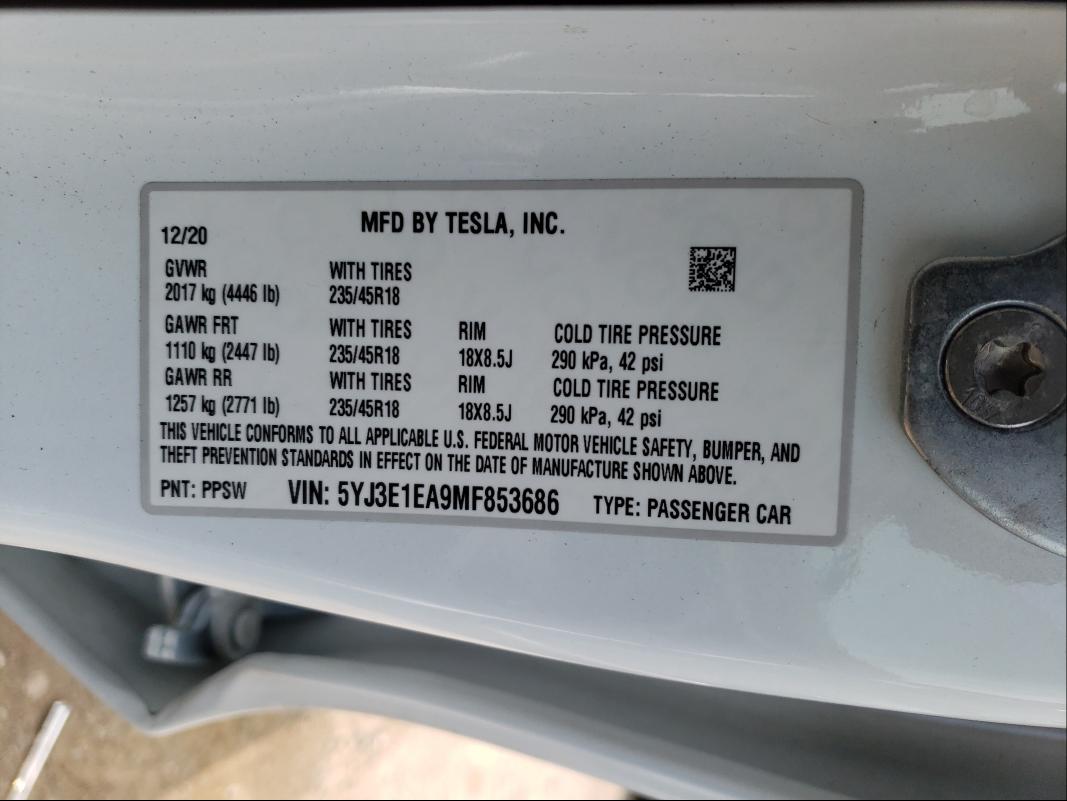 MFD BY TESLA, INC.
12/20
GVWR WITH TIRES
2017 kg (4446 lb) 235/45R18
GAWR FRT WITH TIRES RIM COLD TIRE PRESSURE
1110 kg (2447 lb) 235/45R18 18X8.5J 290 kPa, 42 psi
GAWR RR WITH TIRES RIM COLD TIRE PRESSURE
1257 kg (2771 lb) 235/45R18 18X8.5J 290 kPa, 42 psi
THIS VEHICLE CONFORMS TO ALL APPLICABLE U.S. FEDERAL MOTOR VEHICLE SAFETY, BUMPER, AND
THEFT PREVENTION STANDARDS IN EFFECT ON THE DATE OF MANUFACTURE SHOWN ABOVE.
PNT: PPSW VIN: 5YJ3E1EA9MF853686 TYPE: PASSENGER CAR